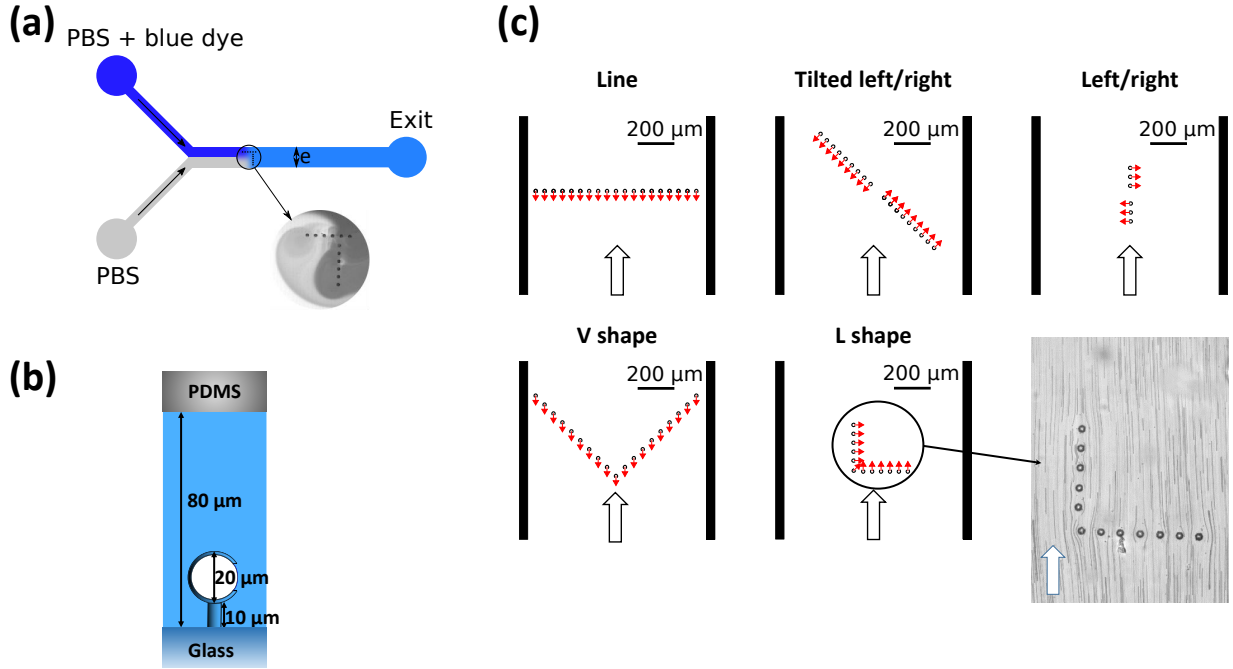 (a)
PBS + blue dye
Exit
e
PBS
(b)
PDMS
80 μm
20 μm
10 μm
Glass
(c)
Line
200 μm
Tilted left/right
200 μm
Left/right
200 μm
V shape
200 μm
L shape
200 μm